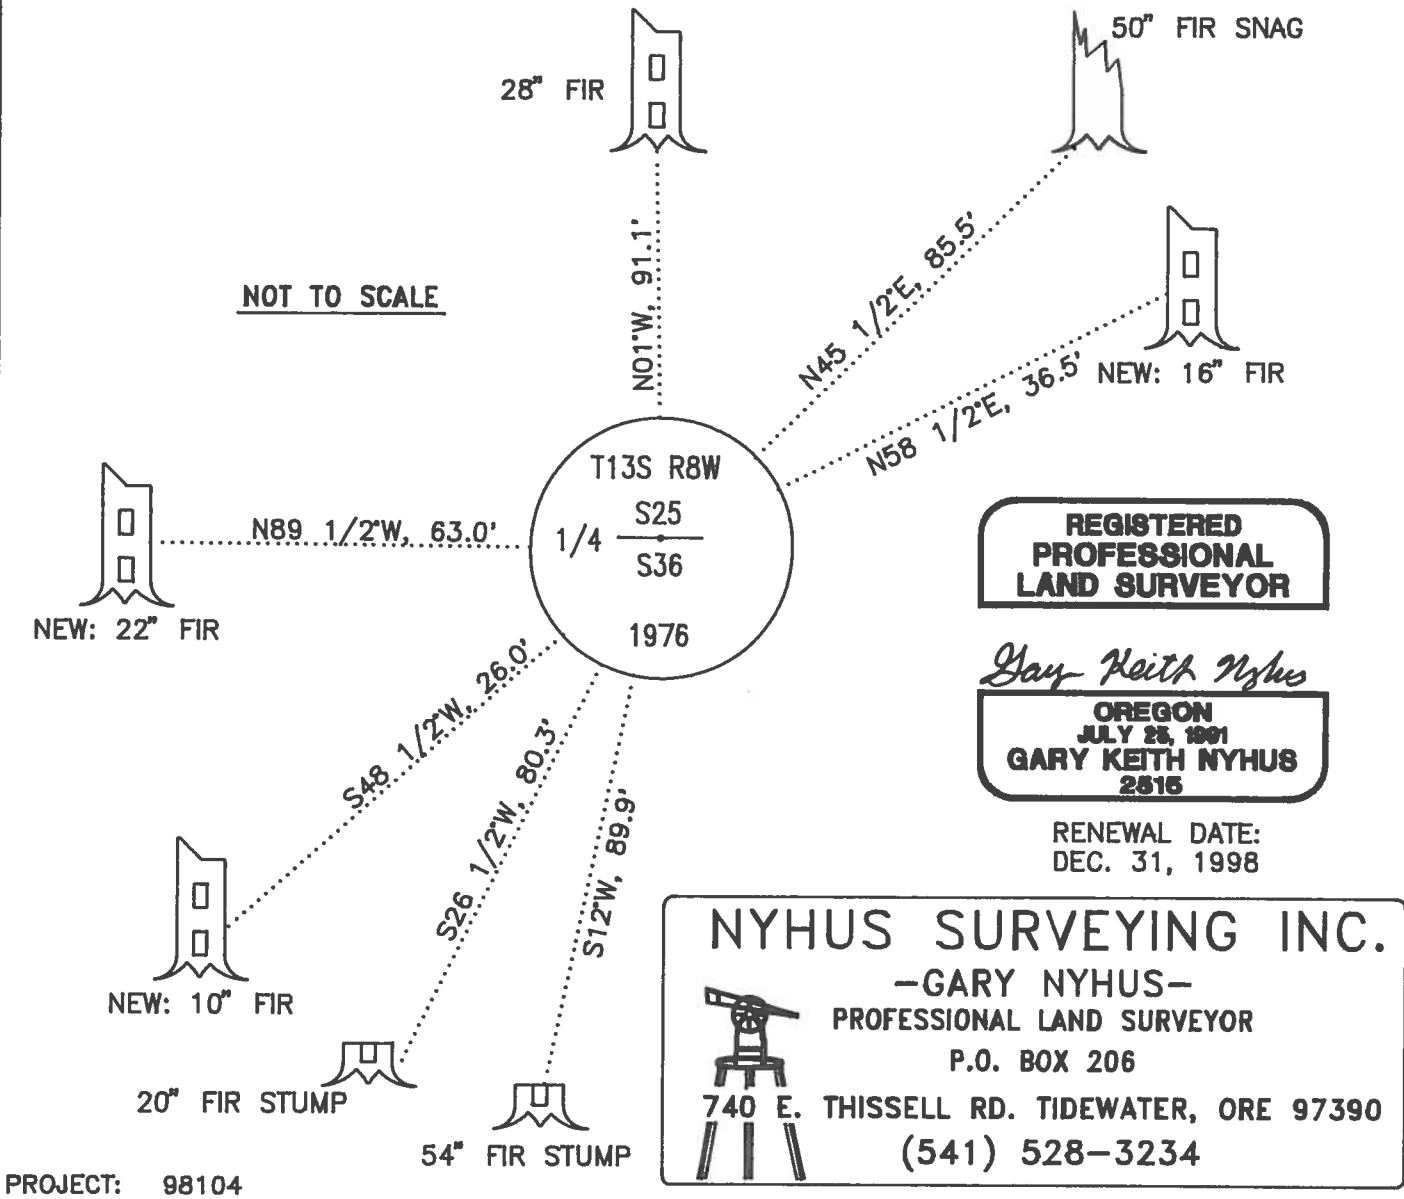 50" FIR SNAG
28" FIR
N01°W, 91.1'
N45 1/2°E, 85.5'
NOT TO SCALE
N58 1/2°E, 36.5'
NEW: 16" FIR
T13S R8W
S25
1/4
S36
1976
N89 1/2°W, 63.0'
NEW: 22" FIR
REGISTERED
PROFESSIONAL
LAND SURVEYOR
Gary Keith Nyhus
OREGON
JULY 25, 1991
GARY KEITH NYHUS
2515
RENEWAL DATE:
DEC. 31, 1998
S48 1/2°W, 26.0'
S26 1/2°W, 80.3'
S12°W, 89.9'
NEW: 10" FIR
20" FIR STUMP
54" FIR STUMP
NYHUS SURVEYING INC.
-GARY NYHUS-
PROFESSIONAL LAND SURVEYOR
P.O. BOX 206
740 E. THISSELL RD. TIDEWATER, ORE 97390
(541) 528-3234
PROJECT: 98104